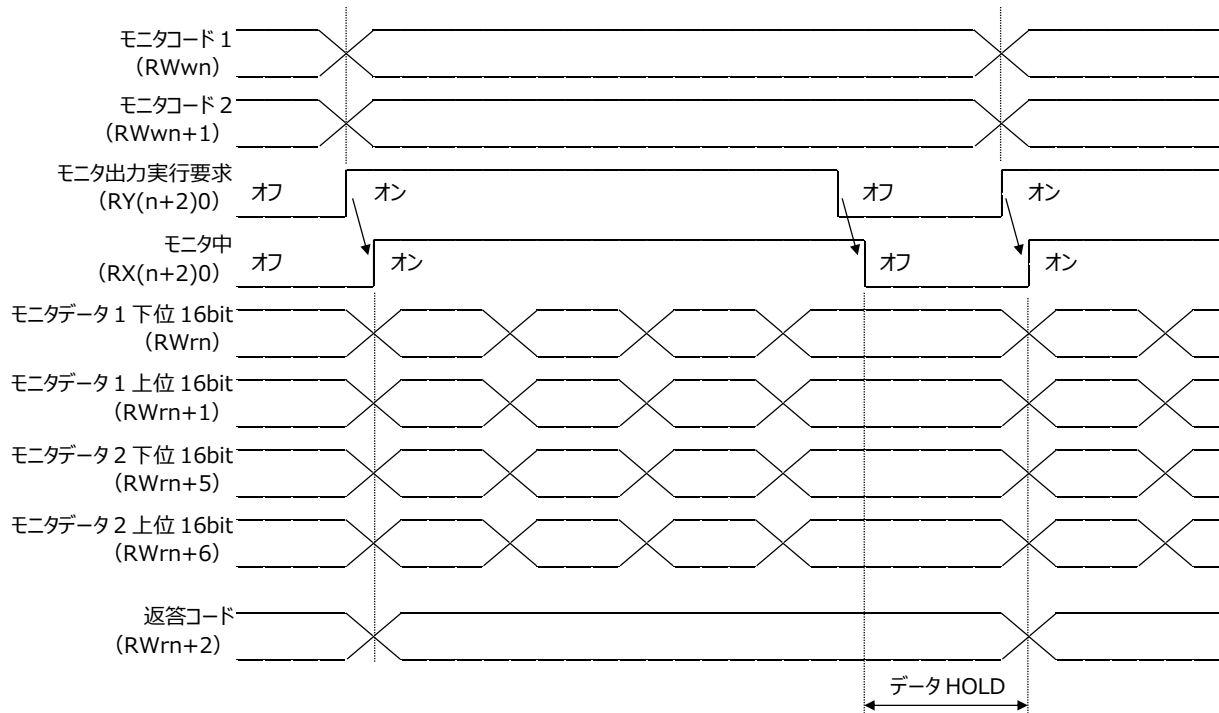 モニタコード 1
（RWwn）
モニタコード 2
（RWwn+1）
モニタ出力実行要求
（RY(n+2)0）
オフ
オン
オフ
オン
モニタ中
（RX(n+2)0）
オフ
オン
オフ
オン
モニタデータ 1 下位 16bit
（RWrn）
モニタデータ 1 上位 16bit
（RWrn+1）
モニタデータ 2 下位 16bit
（RWrn+5）
モニタデータ 2 上位 16bit
（RWrn+6）
返答コード
（RWrn+2）
データ HOLD